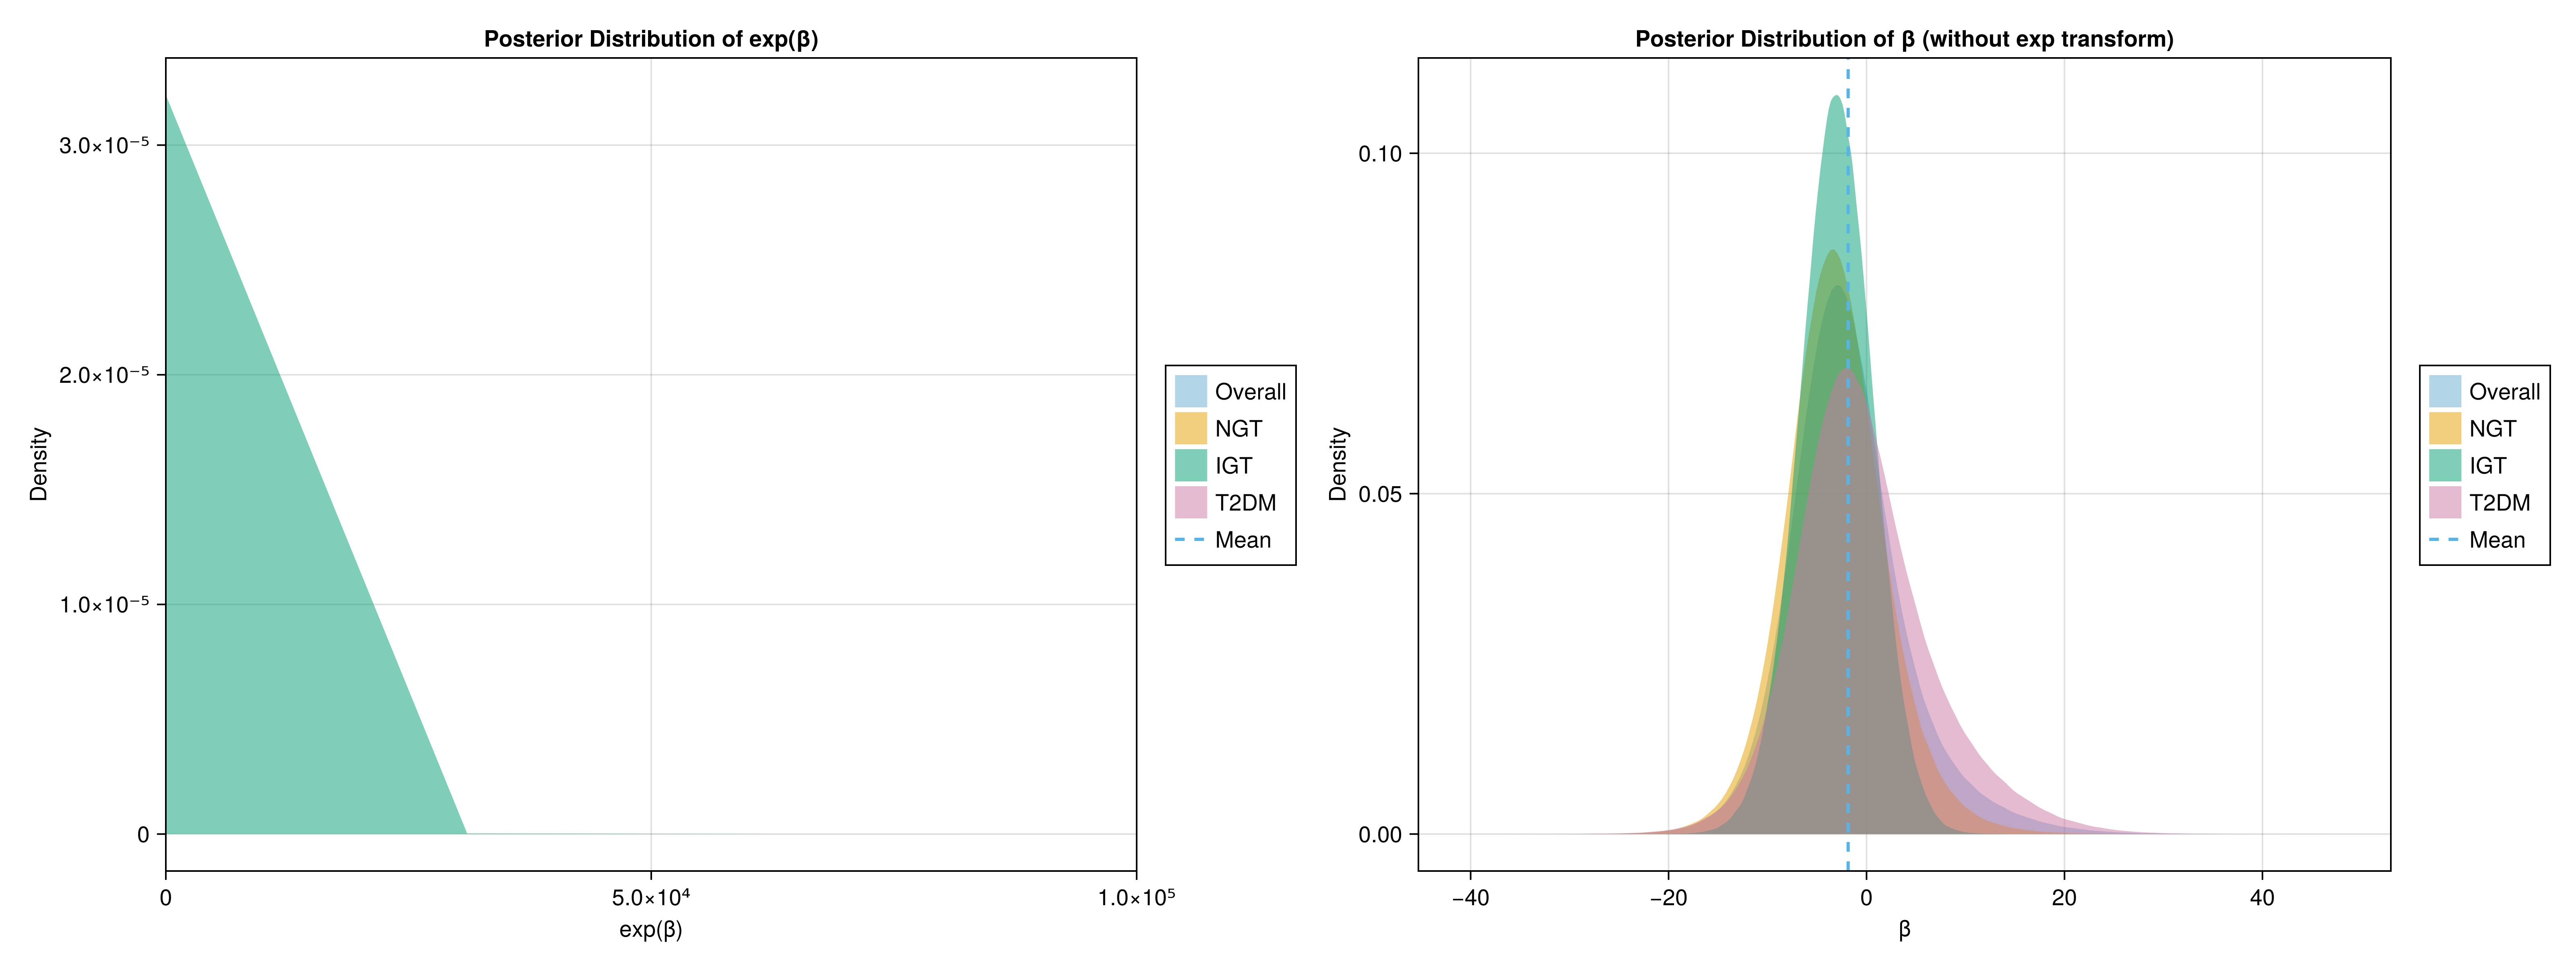 Posterior Distribution of exp(β)
Density
3.0×10⁻⁵
2.0×10⁻⁵
1.0×10⁻⁵
0
0
5.0×10⁴
1.0×10⁵
exp(β)
Overall
NGT
IGT
T2DM
Mean
Posterior Distribution of β (without exp transform)
Density
0.10
0.05
0.00
−40
−20
0
20
40
β
Overall
NGT
IGT
T2DM
Mean